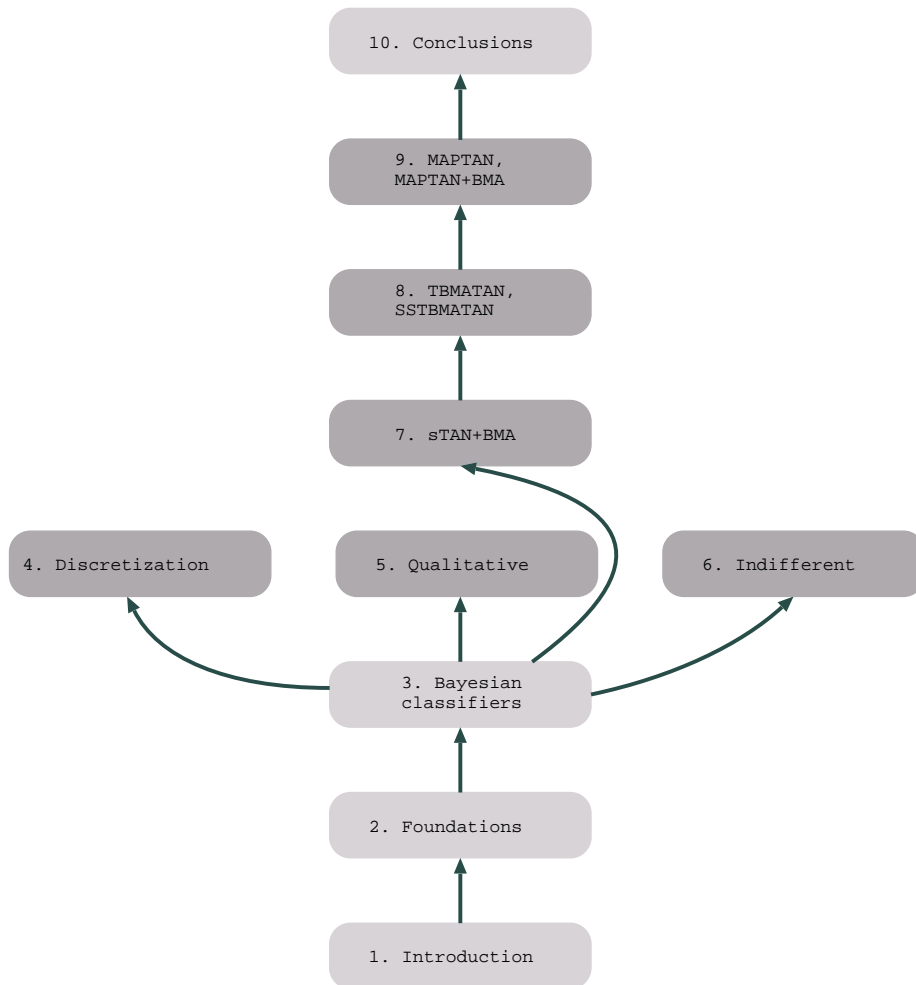 10. Conclusions
9. MAPTAN,
MAPTAN+BMA
8. TBMATAN,
SSTBMATAN
7. sTAN+BMA
4. Discretization
5. Qualitative
6. Indifferent
3. Bayesian
classifiers
2. Foundations
1. Introduction